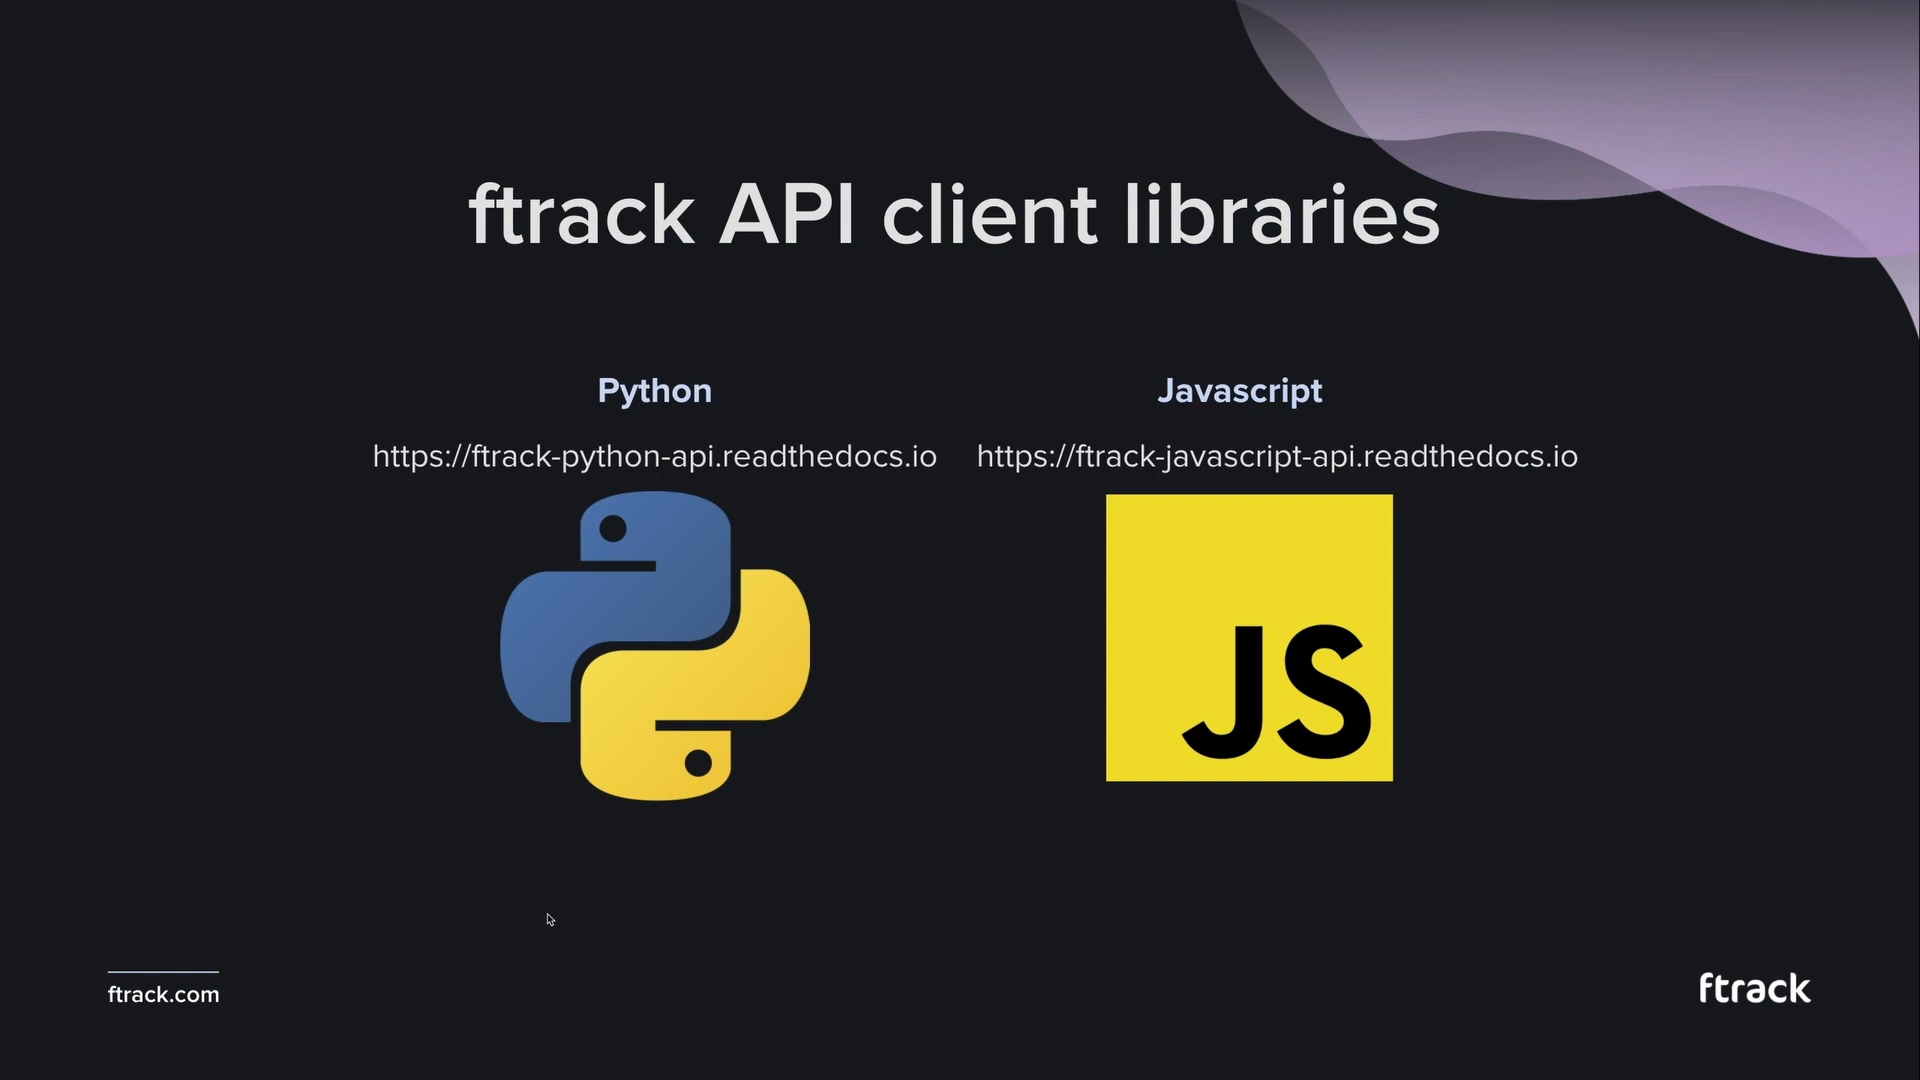 ftrack API client libraries
Python
https://ftrack-python-api.readthedocs.io
Javascript
https://ftrack-javascript-api.readthedocs.io
JS
ftrack.com
ftrack